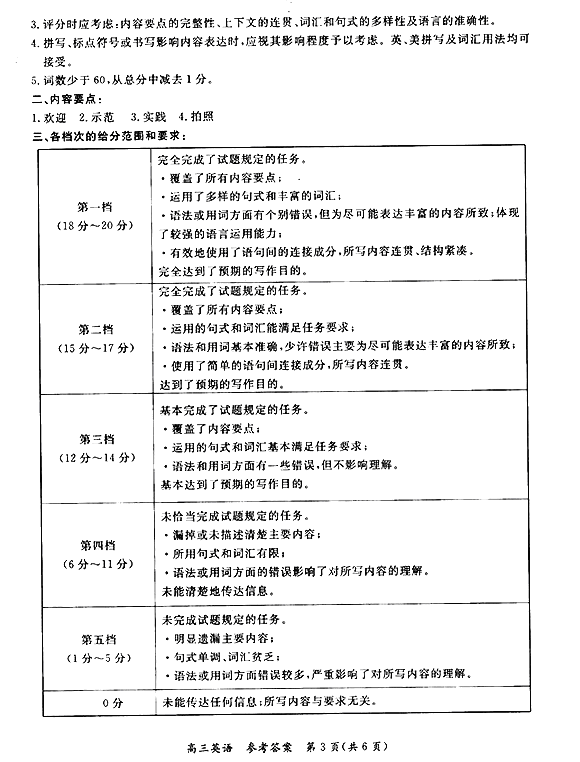 3. 评分时应考虑:内容要点的完整性、上下文的连贯、词汇和句式的多样性及语言的准确性。
4. 拼写、标点符号或书写影响内容表达时,应视其影响程度予以考虑。英、美拼写及词汇用法均可
接受。
5. 词数少于 60,从总分中减去 1 分。
二、内容要点:
1. 欢迎 2. 示范 3. 实践 4. 拍照
三、各档次的给分范围和要求:
第一档
(18 分～20 分)
完全完成了试题规定的任务。
·覆盖了所有内容要点;
·运用了多样的句式和丰富的词汇;
·语法或用词方面有个别错误,但为尽可能表达丰富的内容所致;体现
了较强的语言运用能力;
·有效地使用了语句间的连接成分,所写内容连贯、结构紧凑。
完全达到了预期的写作目的。
第二档
(15 分～17 分)
完全完成了试题规定的任务。
·覆盖了所有内容要点;
·运用的句式和词汇能满足任务要求;
·语法和用词基本准确,少许错误主要为尽可能表达丰富的内容所致;
·使用了简单的语句间连接成分,所写内容连贯。
达到了预期的写作目的。
第三档
(12 分～14 分)
基本完成了试题规定的任务。
·覆盖了内容要点;
·运用的句式和词汇基本满足任务要求;
·语法和用词方面有一些错误,但不影响理解。
基本达到了预期的写作目的。
第四档
(6 分～11 分)
未恰当完成试题规定的任务。
·漏掉或未描述清楚主要内容;
·所用句式和词汇有限;
·语法或用词方面的错误影响了对所写内容的理解。
未能清楚地传达信息。
第五档
(1 分～5 分)
未完成试题规定的任务。
·明显遗漏主要内容;
·句式单调、词汇贫乏;
·语法或用词方面错误较多,严重影响了对所写内容的理解。
0 分
未能传达任何信息;所写内容与要求无关。
高三英语 参考答案 第 3 页(共 6 页)